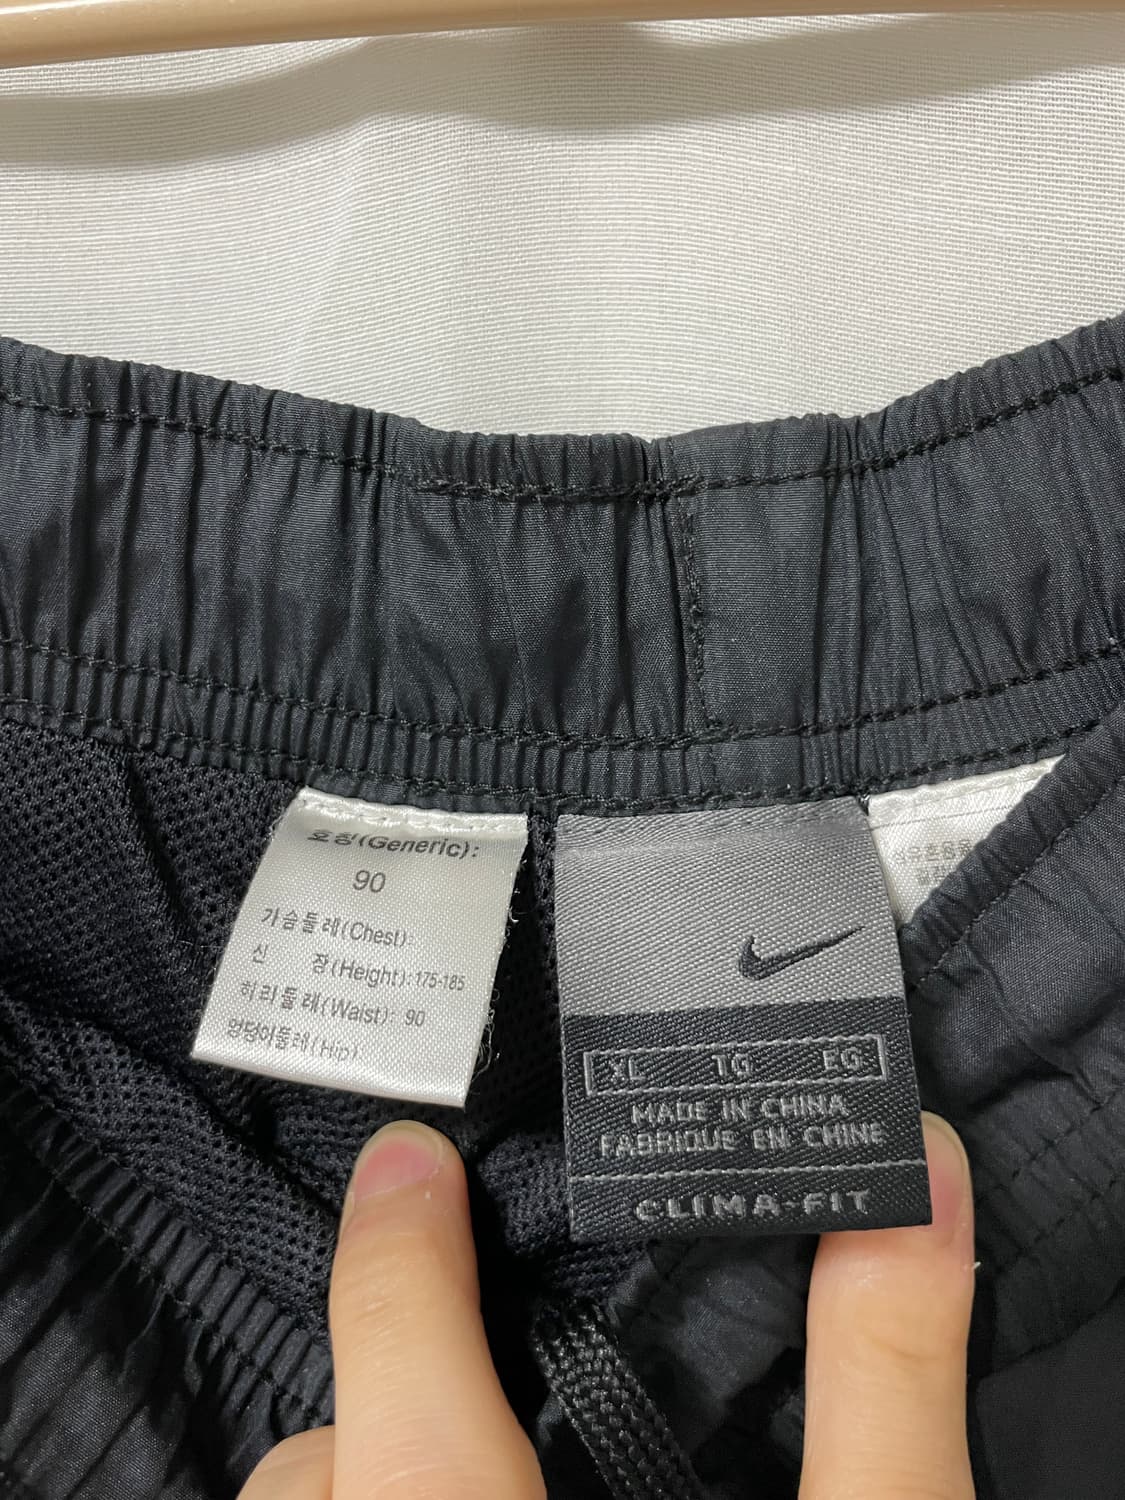 호칭(Generic):
90
가슴둘레(Chest):
신 장(Height): 175-185
허리둘레(Waist): 90
엉덩이둘레(Hip)
XL TG EG
MADE IN CHINA
FABRIQUE EN CHINE
CLIMA-FIT